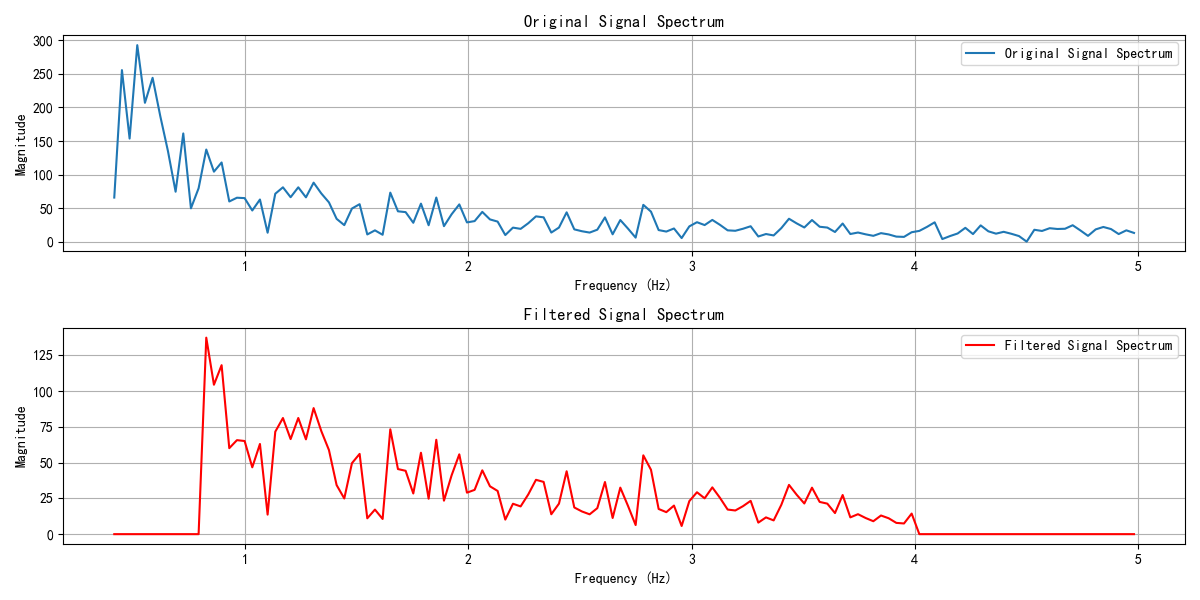 Original Signal Spectrum
300
250
200
150
100
50
0
Magnitude
Original Signal Spectrum
1
2
3
4
5
Frequency (Hz)
Filtered Signal Spectrum
125
100
75
50
25
0
Magnitude
Filtered Signal Spectrum
1
2
3
4
5
Frequency (Hz)